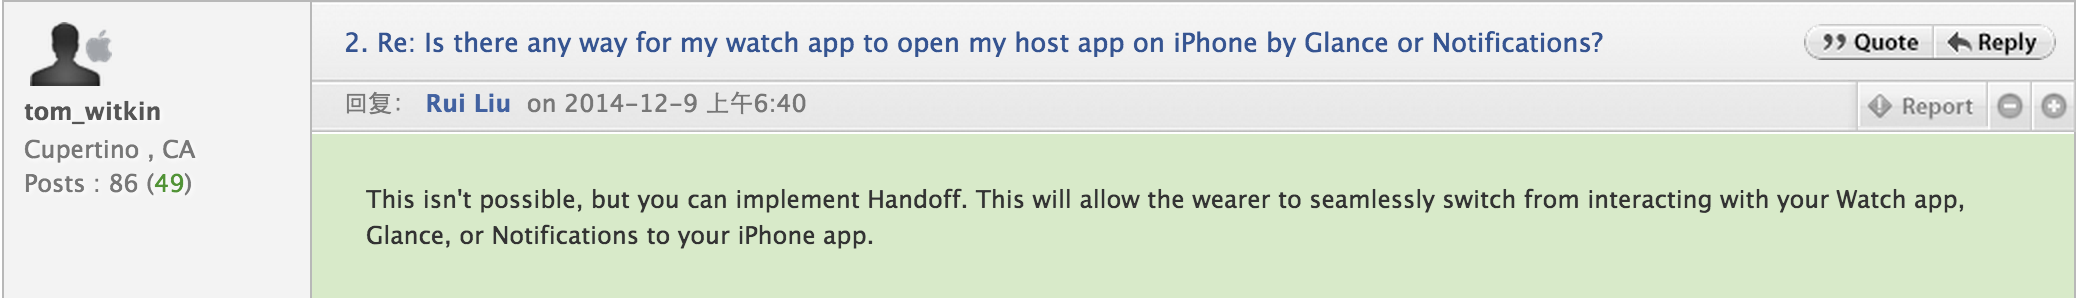 tom_witkin
Cupertino , CA
Posts : 86 (49)
2. Re: Is there any way for my watch app to open my host app on iPhone by Glance or Notifications?
Quote
Reply
回复： Rui Liu on 2014-12-9 上午6:40
Report
This isn't possible, but you can implement Handoff. This will allow the wearer to seamlessly switch from interacting with your Watch app,
Glance, or Notifications to your iPhone app.